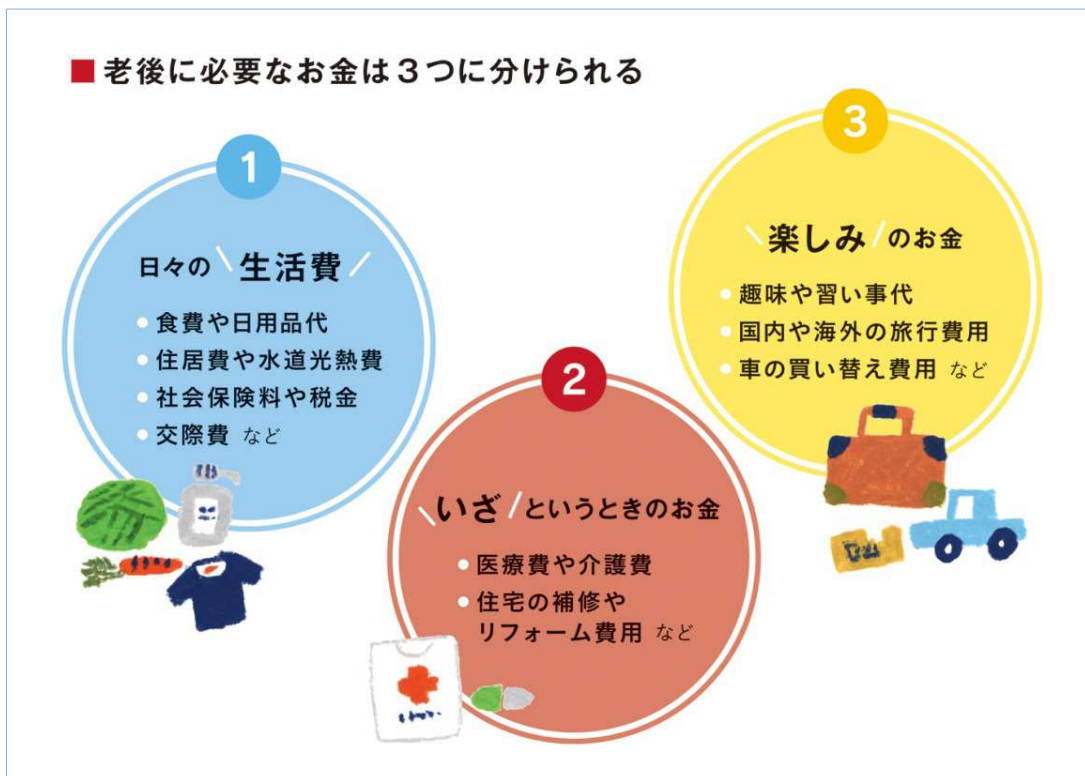 ■ 老後に必要なお金は３つに分けられる
1
日々の \ 生活費 /
• 食費や日用品代
• 住居費や水道光熱費
• 社会保険料や税金
• 交際費 など
2
\ いざ / というときのお金
• 医療費や介護費
• 住宅の補修や
リフォーム費用 など
3
\ 楽しみ / のお金
• 趣味や習い事代
• 国内や海外の旅行費用
• 車の買い替え費用 など